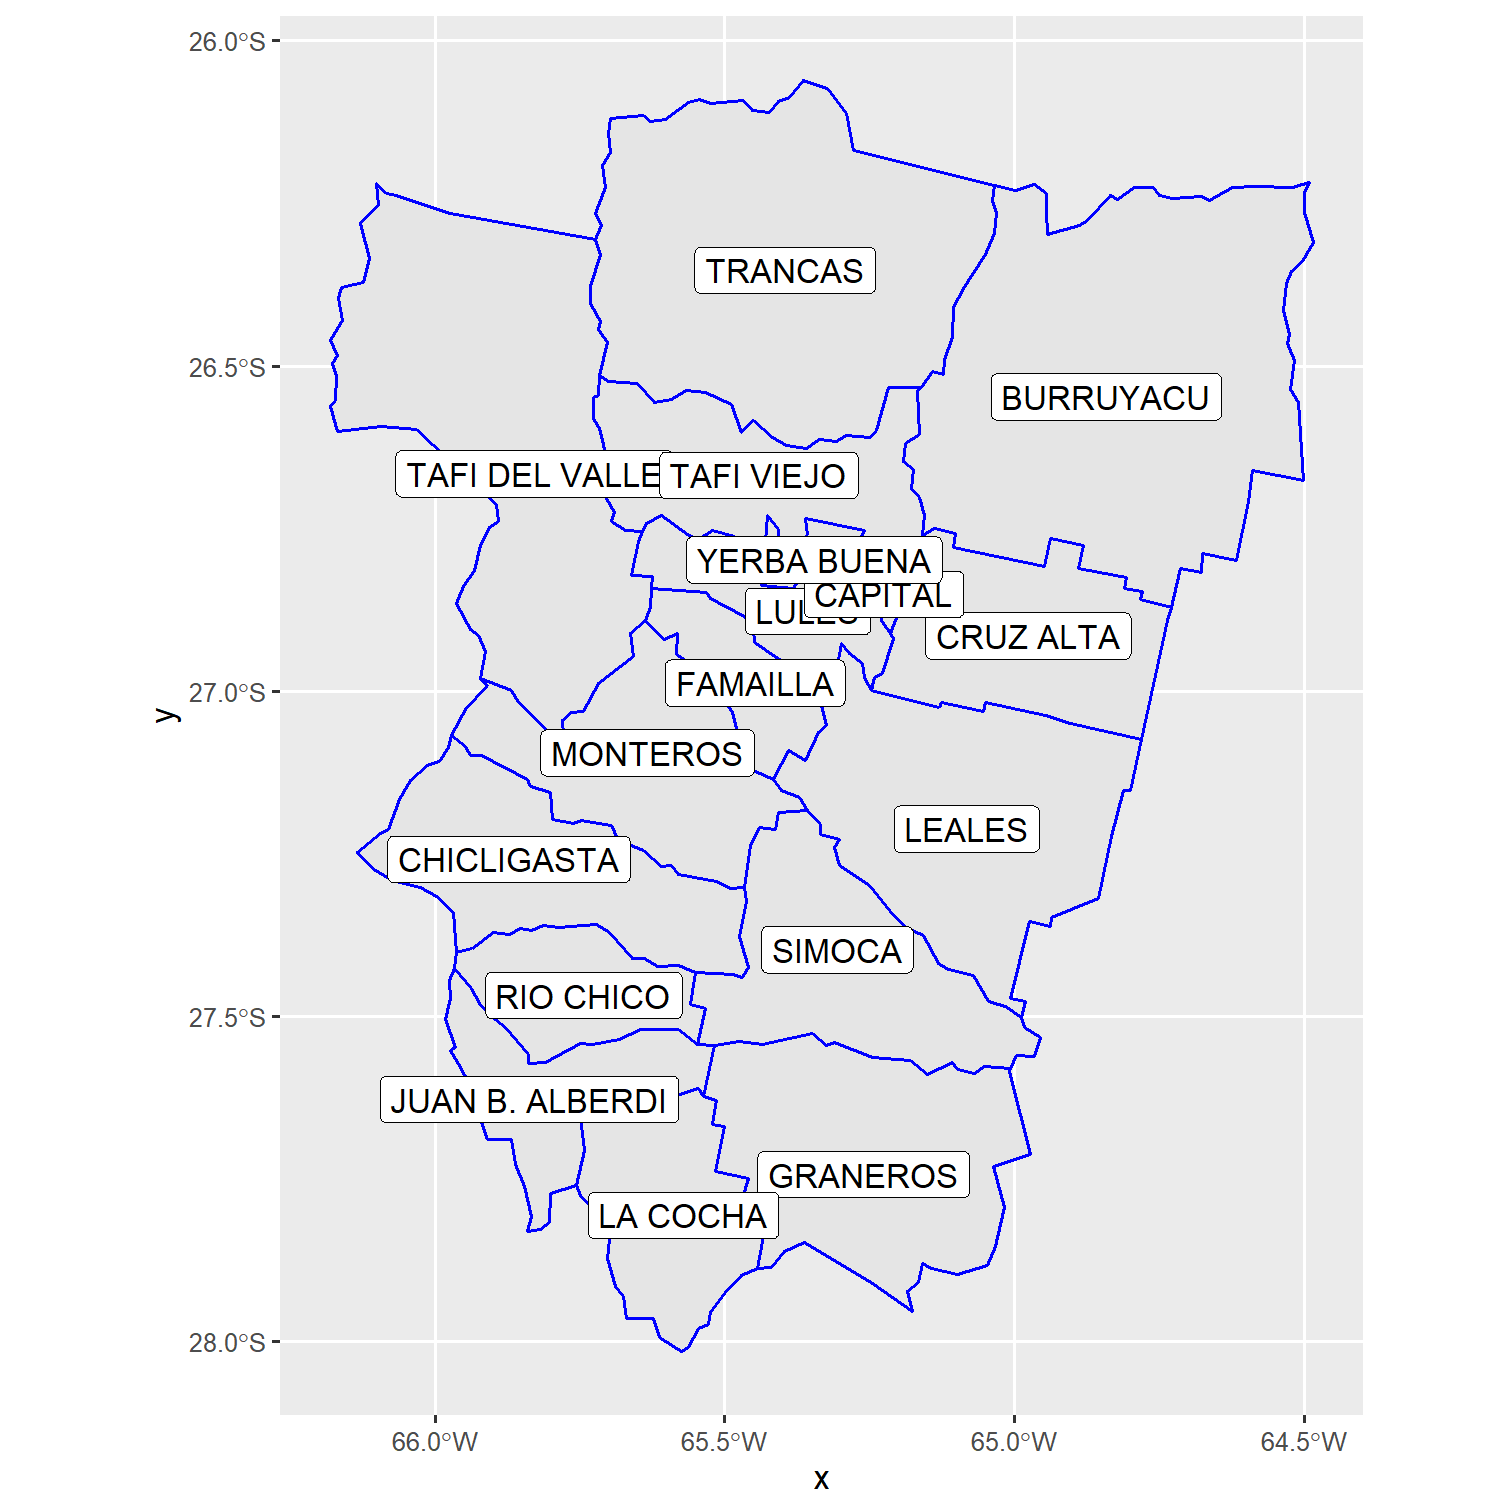 26.0°S
TRANCAS
26.5°S
BURRUYACU
TAFI DEL VALLE
TAFI VIEJO
YERBA BUENA
CAPITAL
LULES
CRUZ ALTA
FAMAILLA
27.0°S
y
MONTEROS
LEALES
CHICLIGASTA
SIMOCA
RIO CHICO
27.5°S
JUAN B. ALBERDI
GRANEROS
LA COCHA
28.0°S
66.0°W
65.5°W
65.0°W
64.5°W
x